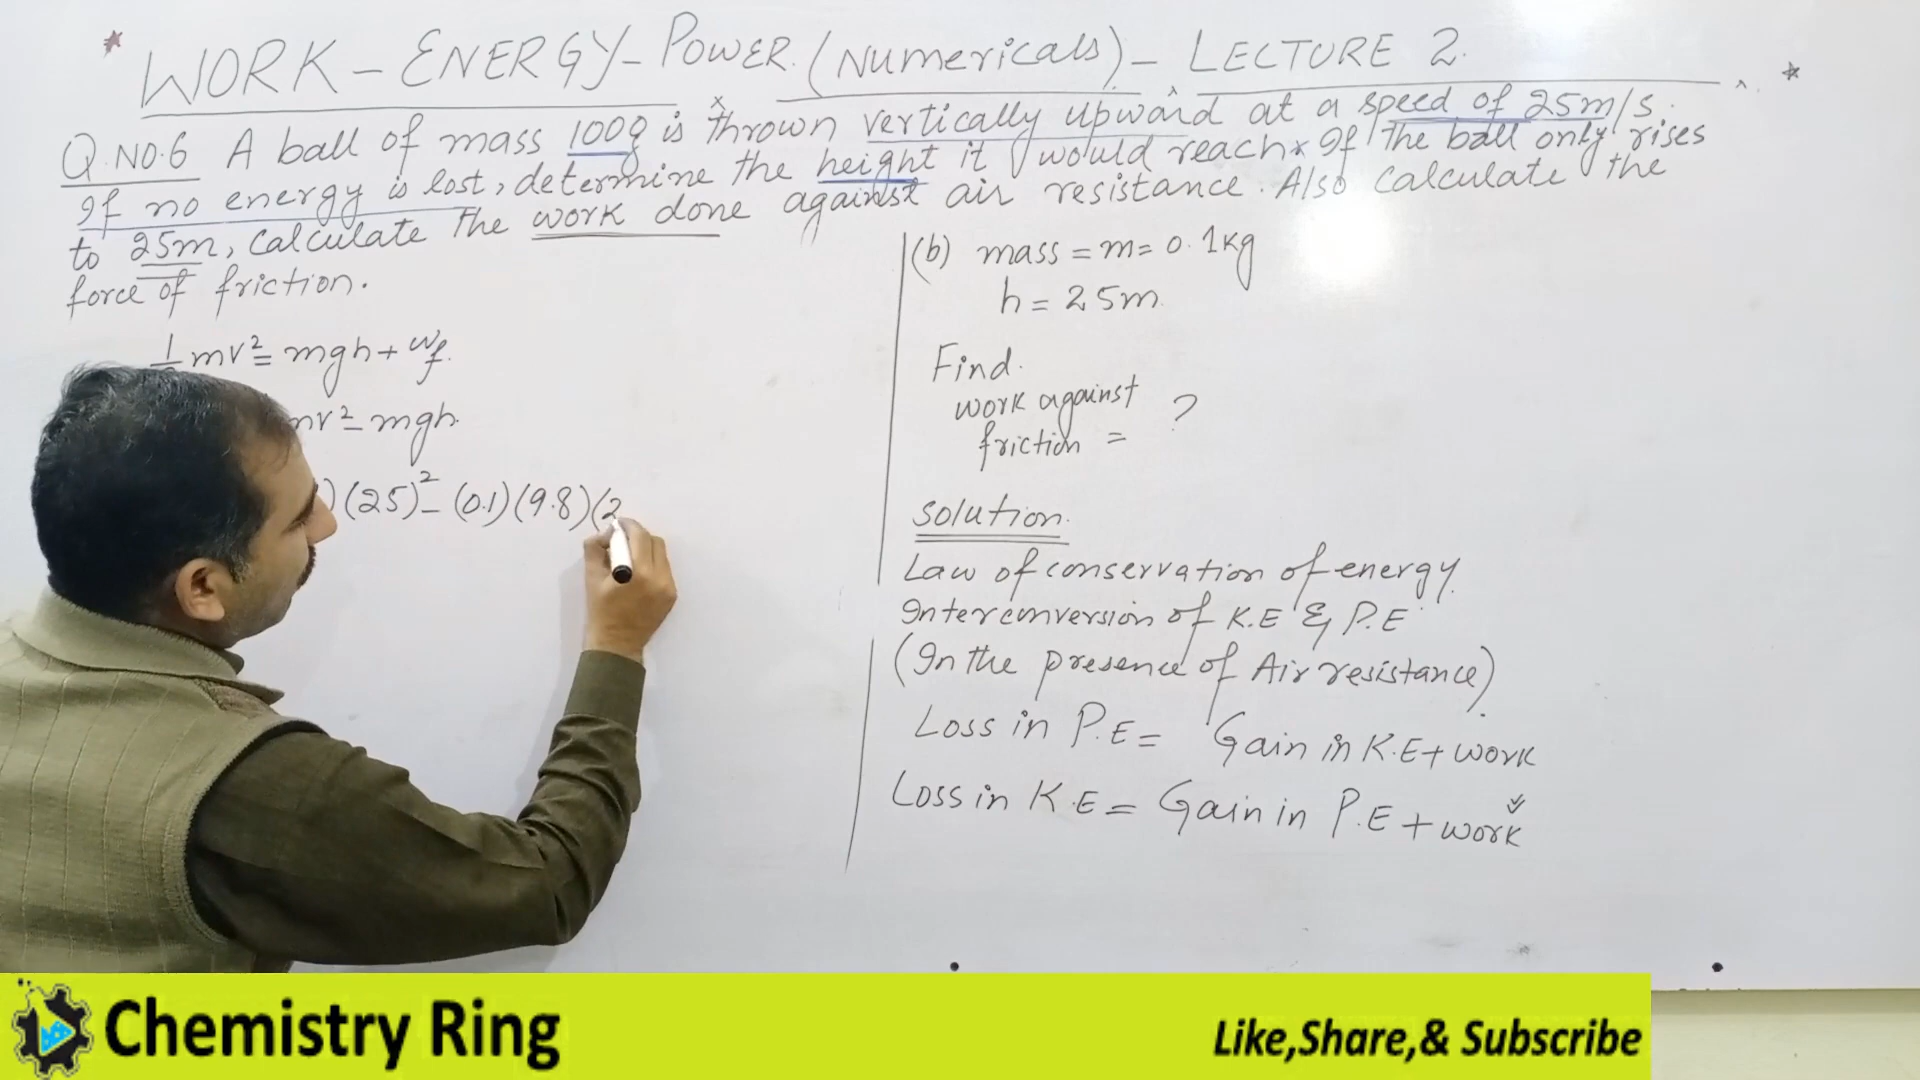 WORK - ENERGY - POWER. (Numericals) - LECTURE 2.
Q.NO.6 A ball of mass 100g is thrown vertically upward at a speed of 25m/s.
If no energy is lost, determine the height it would reach. If the ball only rises
to 25m, calculate the work done against air resistance. Also calculate the
force of friction.
1 mv² = mgh + wf.
mv² - mgh.
) (25)² - (0.1) (9.8) (2
(b) mass = m = 0.1kg
h = 25m
Find.
work against
friction = ?
Solution.
Law of conservation of energy.
Interconversion of K.E & P.E
(In the presence of Air resistance)
Loss in P.E = Gain in K.E + work
Loss in K.E = Gain in P.E + work
Chemistry Ring
Like,Share,& Subscribe